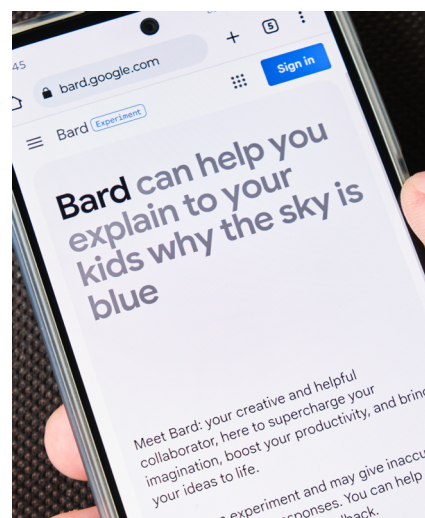 45
bard.google.com
5
Sign in
Bard Experiment
Bard can help you
explain to your
kids why the sky is
blue
Meet Bard: your creative and helpful
collaborator, here to supercharge your
imagination, boost your productivity, and bring
your ideas to life.
experiment and may give
responses. You can help